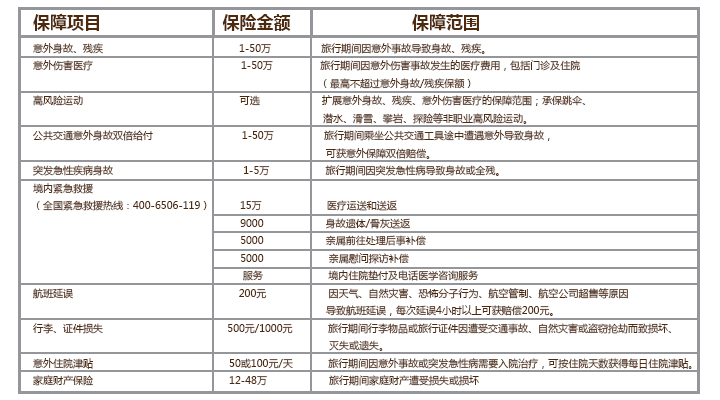 保障项目 保险金额 保障范围
意外身故、残疾 1-50万 旅行期间因意外事故导致身故、残疾。
意外伤害医疗 1-50万 旅行期间因意外伤害事故发生的医疗费用，包括门诊及住院
（最高不超过意外身故/残疾保额）
高风险运动 可选 扩展意外身故、残疾、意外伤害医疗的保障范围；承保跳伞、
潜水、滑雪、攀岩、探险等非职业高风险运动。
公共交通意外身故双倍给付 1-50万 旅行期间乘坐公共交通工具途中遭遇意外导致身故，
可获意外保障双倍赔偿。
突发急性疾病身故 1-5万 旅行期间因突发急性病导致身故或全残。
境内紧急救援
（全国紧急救援热线：400-6506-119） 15万 医疗运送和送返
9000 身故遗体/骨灰送返
5000 亲属前往处理后事补偿
5000 亲属慰问探访补偿
服务 境内住院垫付及电话医学咨询服务
航班延误 200元 因天气、自然灾害、恐怖分子行为、航空管制、航空公司超售等原因
导致航班延误，每次延误4小时以上可获赔偿200元。
行李、证件损失 500元/1000元 旅行期间行李物品或旅行证件因遭受交通事故、自然灾害或盗窃抢劫而致损坏、
灭失或遗失。
意外住院津贴 50或100元/天 旅行期间因意外事故或突发急性病需要入院治疗，可按住院天数获得每日住院津贴。
家庭财产保险 12-48万 旅行期间家庭财产遭受损失或损坏